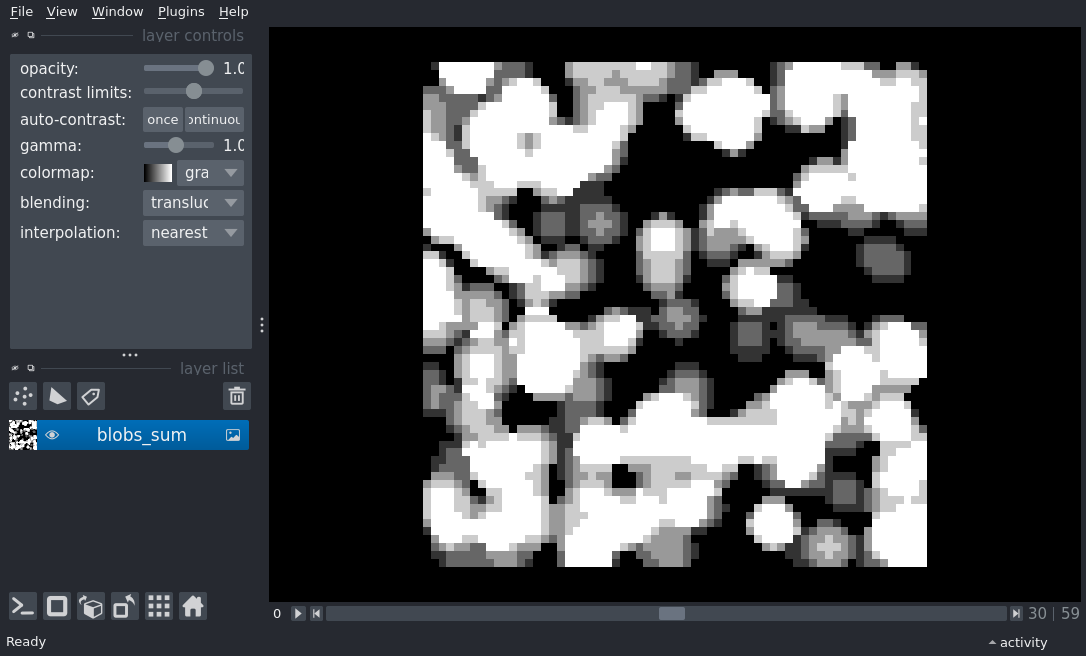 File View Window Plugins Help
layer controls
opacity: 1.0
contrast limits:
auto-contrast: once ontinuou
gamma: 1.0
colormap: gra
blending: transluc
interpolation: nearest
layer list
blobs_sum
0 30 | 59
Ready activity